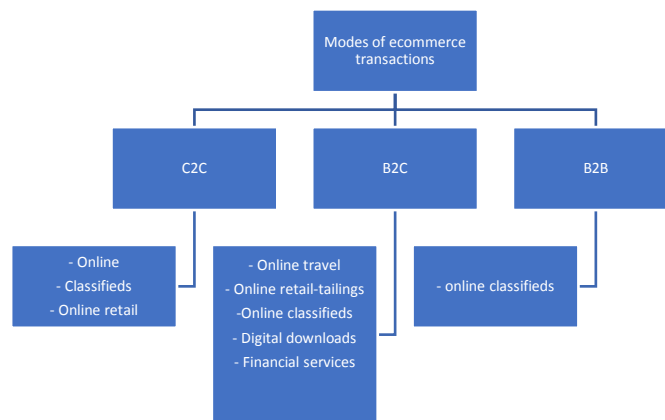 Modes of ecommerce
transactions
C2C
B2C
B2B
- Online
- Classifieds
- Online retail
- Online travel
- Online retail-tailings
-Online classifieds
- Digital downloads
- Financial services
- online classifieds